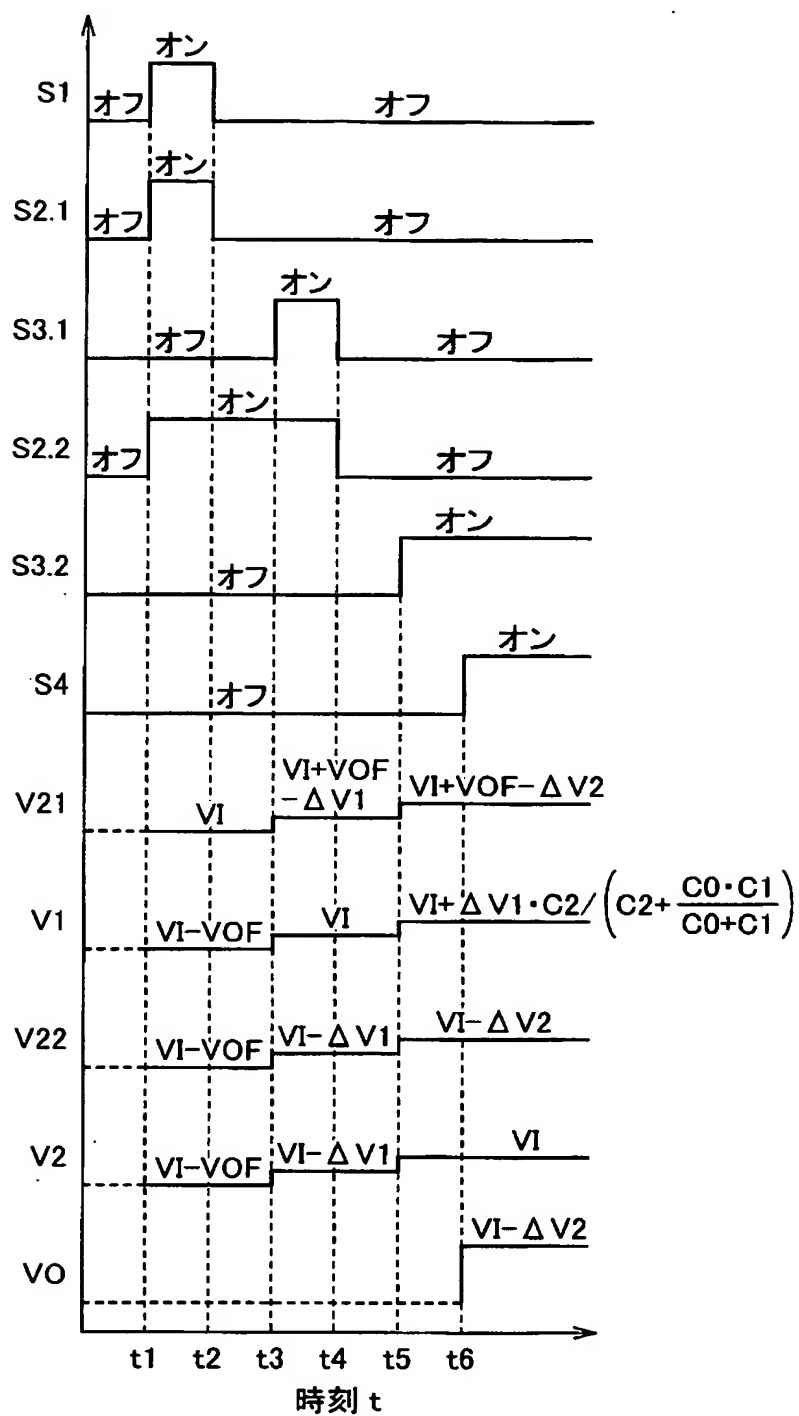 オン
S1 オフ オフ
オン
S2.1 オフ オフ
オン
S3.1 オフ オフ
オン
S2.2 オフ オフ
オン
S3.2 オフ
オン
S4 オフ
V21 VI VI+VOF
-ΔV1 VI+VOF-ΔV2
V1 VI-VOF VI VI+ΔV1・C2/(C2+C0・C1/C0+C1)
V22 VI-VOF VI-ΔV1 VI-ΔV2
V2 VI-VOF VI-ΔV1 VI
VO VI-ΔV2
t1 t2 t3 t4 t5 t6
時刻 t